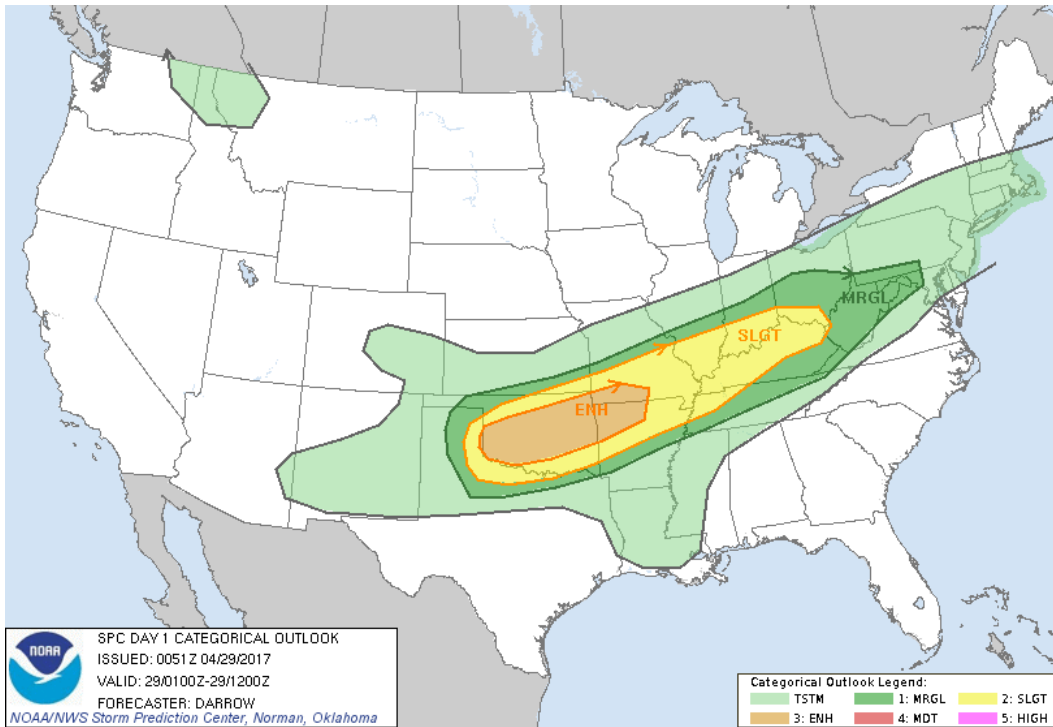 MRGL
SLGT
ENH
NOAA
SPC DAY 1 CATEGORICAL OUTLOOK
ISSUED: 0051Z 04/29/2017
VALID: 29/0100Z-29/1200Z
FORECASTER: DARROW
NOAA/NWS Storm Prediction Center, Norman, Oklahoma
Categorical Outlook Legend:
TSTM 1: MRGL 2: SLGT
3: ENH 4: MDT 5: HIGH